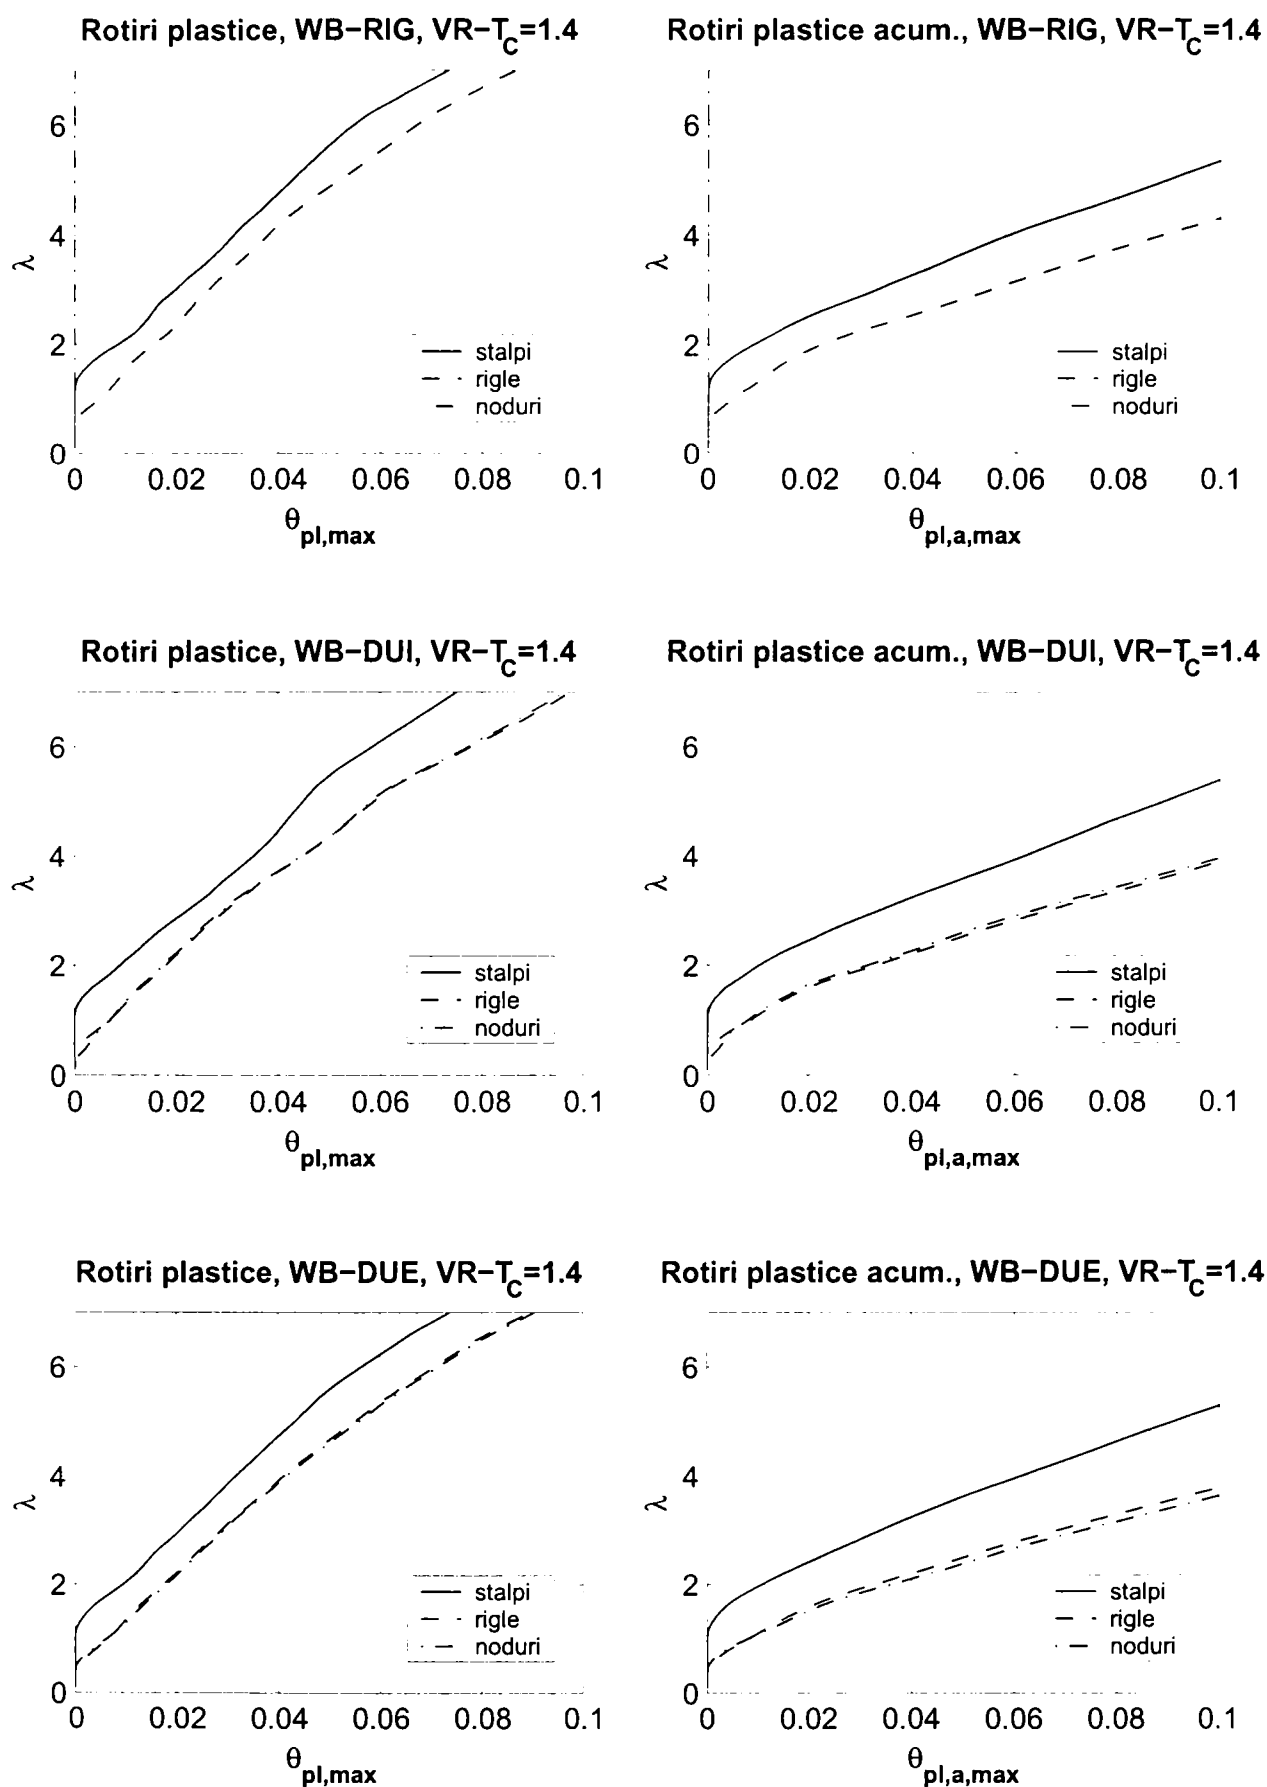 Rotiri plastice, WB−RIG, VR−T_C=1.4
λ
6
4
2
0
0 0.02 0.04 0.06 0.08 0.1
θ_pl,max
stalpi
rigle
noduri
Rotiri plastice acum., WB−RIG, VR−T_C=1.4
λ
6
4
2
0
0 0.02 0.04 0.06 0.08 0.1
θ_pl,a,max
stalpi
rigle
noduri
Rotiri plastice, WB−DUI, VR−T_C=1.4
λ
6
4
2
0
0 0.02 0.04 0.06 0.08 0.1
θ_pl,max
stalpi
rigle
noduri
Rotiri plastice acum., WB−DUI, VR−T_C=1.4
λ
6
4
2
0
0 0.02 0.04 0.06 0.08 0.1
θ_pl,a,max
stalpi
rigle
noduri
Rotiri plastice, WB−DUE, VR−T_C=1.4
λ
6
4
2
0
0 0.02 0.04 0.06 0.08 0.1
θ_pl,max
stalpi
rigle
noduri
Rotiri plastice acum., WB−DUE, VR−T_C=1.4
λ
6
4
2
0
0 0.02 0.04 0.06 0.08 0.1
θ_pl,a,max
stalpi
rigle
noduri